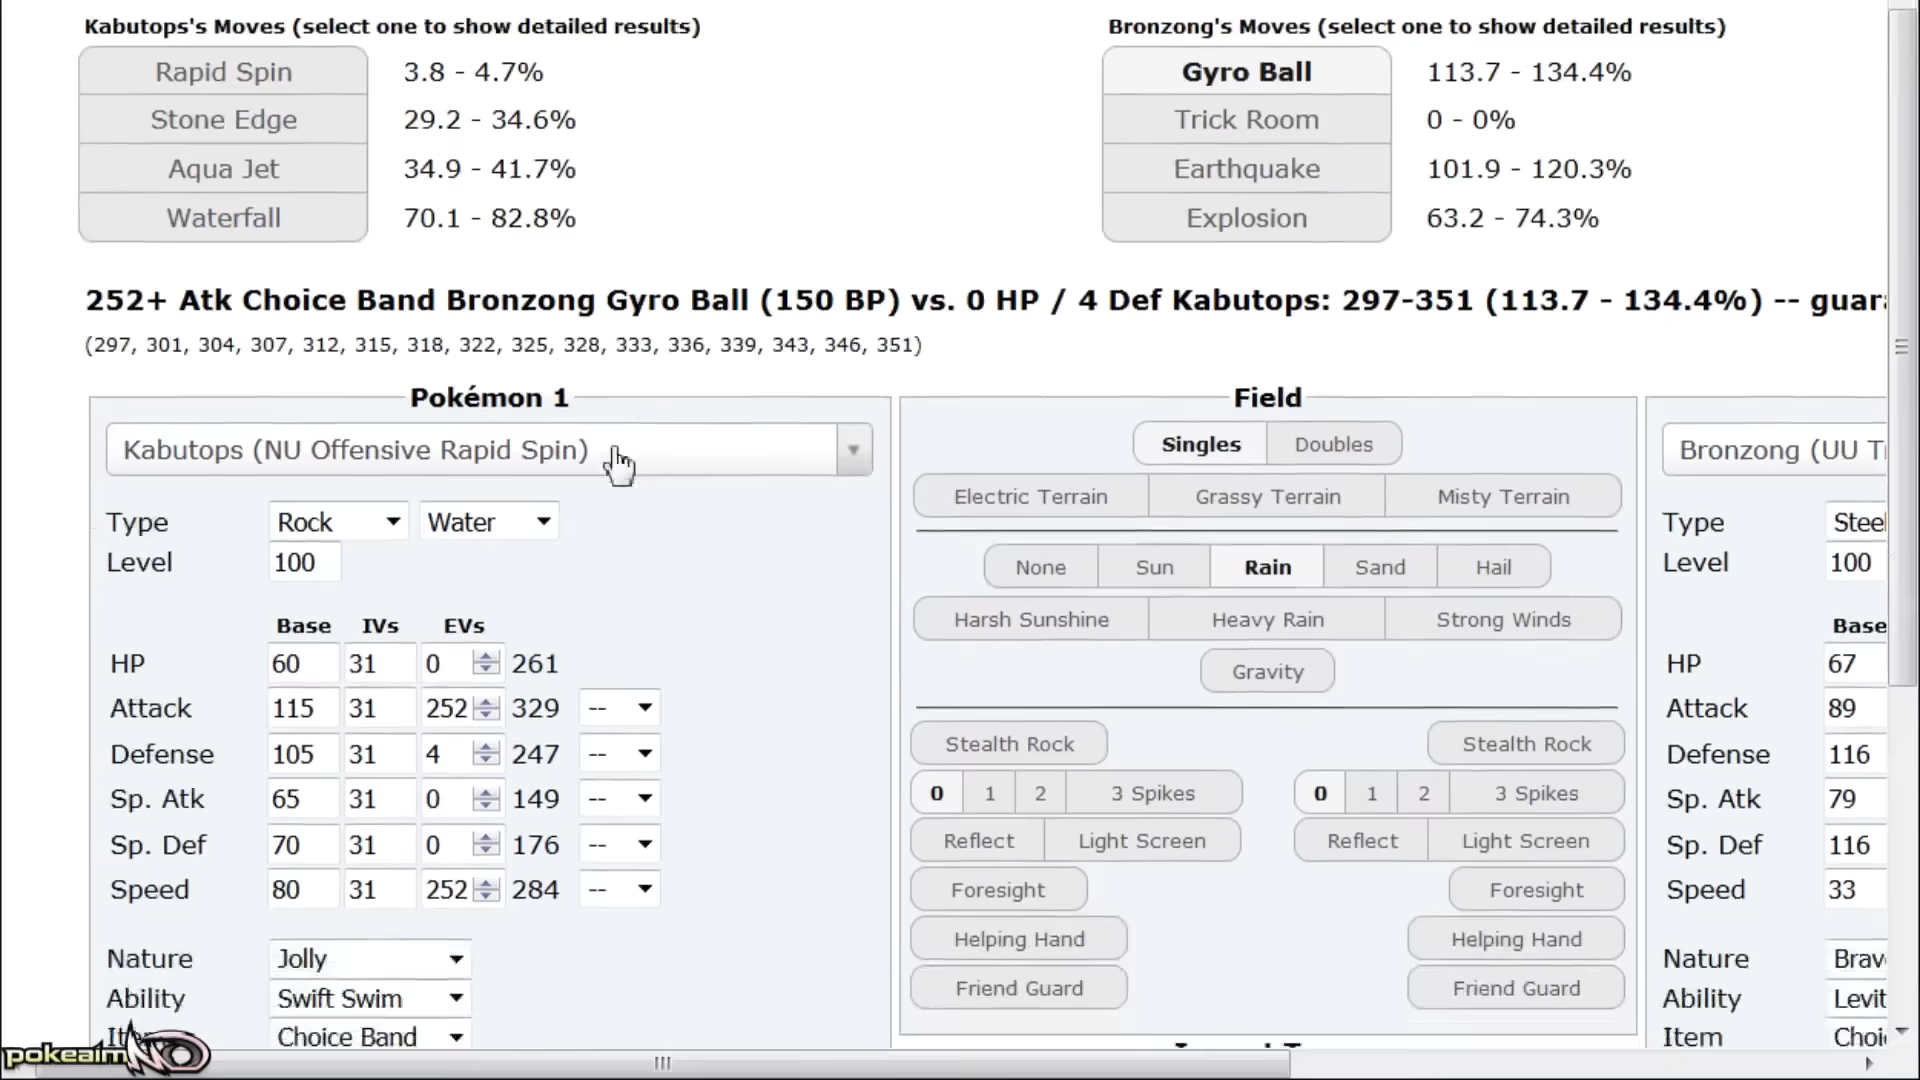 Kabutops's Moves (select one to show detailed results)
Bronzong's Moves (select one to show detailed results)
Rapid Spin 3.8 - 4.7%
Gyro Ball 113.7 - 134.4%
Stone Edge 29.2 - 34.6%
Trick Room 0 - 0%
Aqua Jet 34.9 - 41.7%
Earthquake 101.9 - 120.3%
Waterfall 70.1 - 82.8%
Explosion 63.2 - 74.3%
252+ Atk Choice Band Bronzong Gyro Ball (150 BP) vs. 0 HP / 4 Def Kabutops: 297-351 (113.7 - 134.4%) -- guar
(297, 301, 304, 307, 312, 315, 318, 322, 325, 328, 333, 336, 339, 343, 346, 351)
Pokémon 1
Kabutops (NU Offensive Rapid Spin)
Type Rock Water
Level 100
Base IVs EVs
HP 60 31 0 261
Attack 115 31 252 329 --
Defense 105 31 4 247 --
Sp. Atk 65 31 0 149 --
Sp. Def 70 31 0 176 --
Speed 80 31 252 284 --
Nature Jolly
Ability Swift Swim
Item Choice Band
Field
Singles Doubles
Electric Terrain Grassy Terrain Misty Terrain
None Sun Rain Sand Hail
Harsh Sunshine Heavy Rain Strong Winds
Gravity
Stealth Rock Stealth Rock
0 1 2 3 Spikes 0 1 2 3 Spikes
Reflect Light Screen Reflect Light Screen
Foresight Foresight
Helping Hand Helping Hand
Friend Guard Friend Guard
Bronzong (UU T
Type Steel
Level 100
Base
HP 67
Attack 89
Defense 116
Sp. Atk 79
Sp. Def 116
Speed 33
Nature Brav
Ability Levit
Item Choi
pokeaimMD